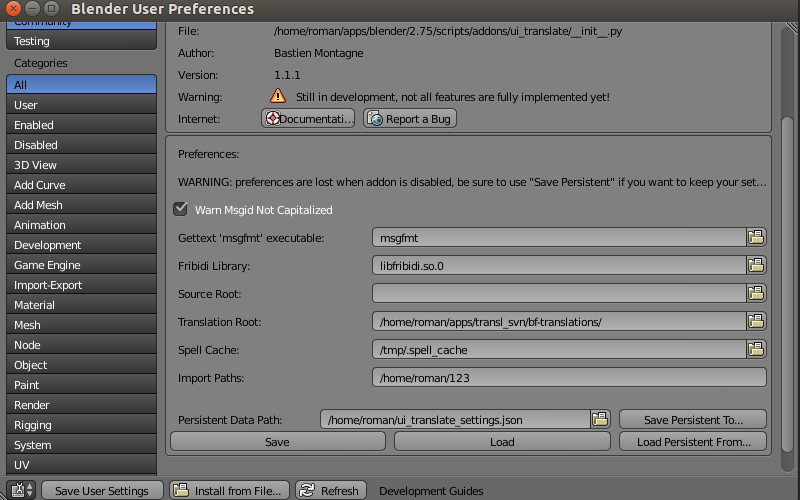 Blender User Preferences
Community
Testing
Categories
All
User
Enabled
Disabled
3D View
Add Curve
Add Mesh
Animation
Development
Game Engine
Import-Export
Material
Mesh
Node
Object
Paint
Render
Rigging
System
UV
File: /home/roman/apps/blender/2.75/scripts/addons/ui_translate/__init__.py
Author: Bastien Montagne
Version: 1.1.1
Warning: Still in development, not all features are fully implemented yet!
Internet: Documentati... Report a Bug
Preferences:
WARNING: preferences are lost when addon is disabled, be sure to use "Save Persistent" if you want to keep your set...
Warn Msgid Not Capitalized
Gettext 'msgfmt' executable: msgfmt
Fribidi Library: libfribidi.so.0
Source Root:
Translation Root: /home/roman/apps/transl_svn/bf-translations/
Spell Cache: /tmp/.spell_cache
Import Paths: /home/roman/123
Persistent Data Path: /home/roman/ui_translate_settings.json Save Persistent To...
Save Load Load Persistent From...
Save User Settings Install from File... Refresh Development Guides